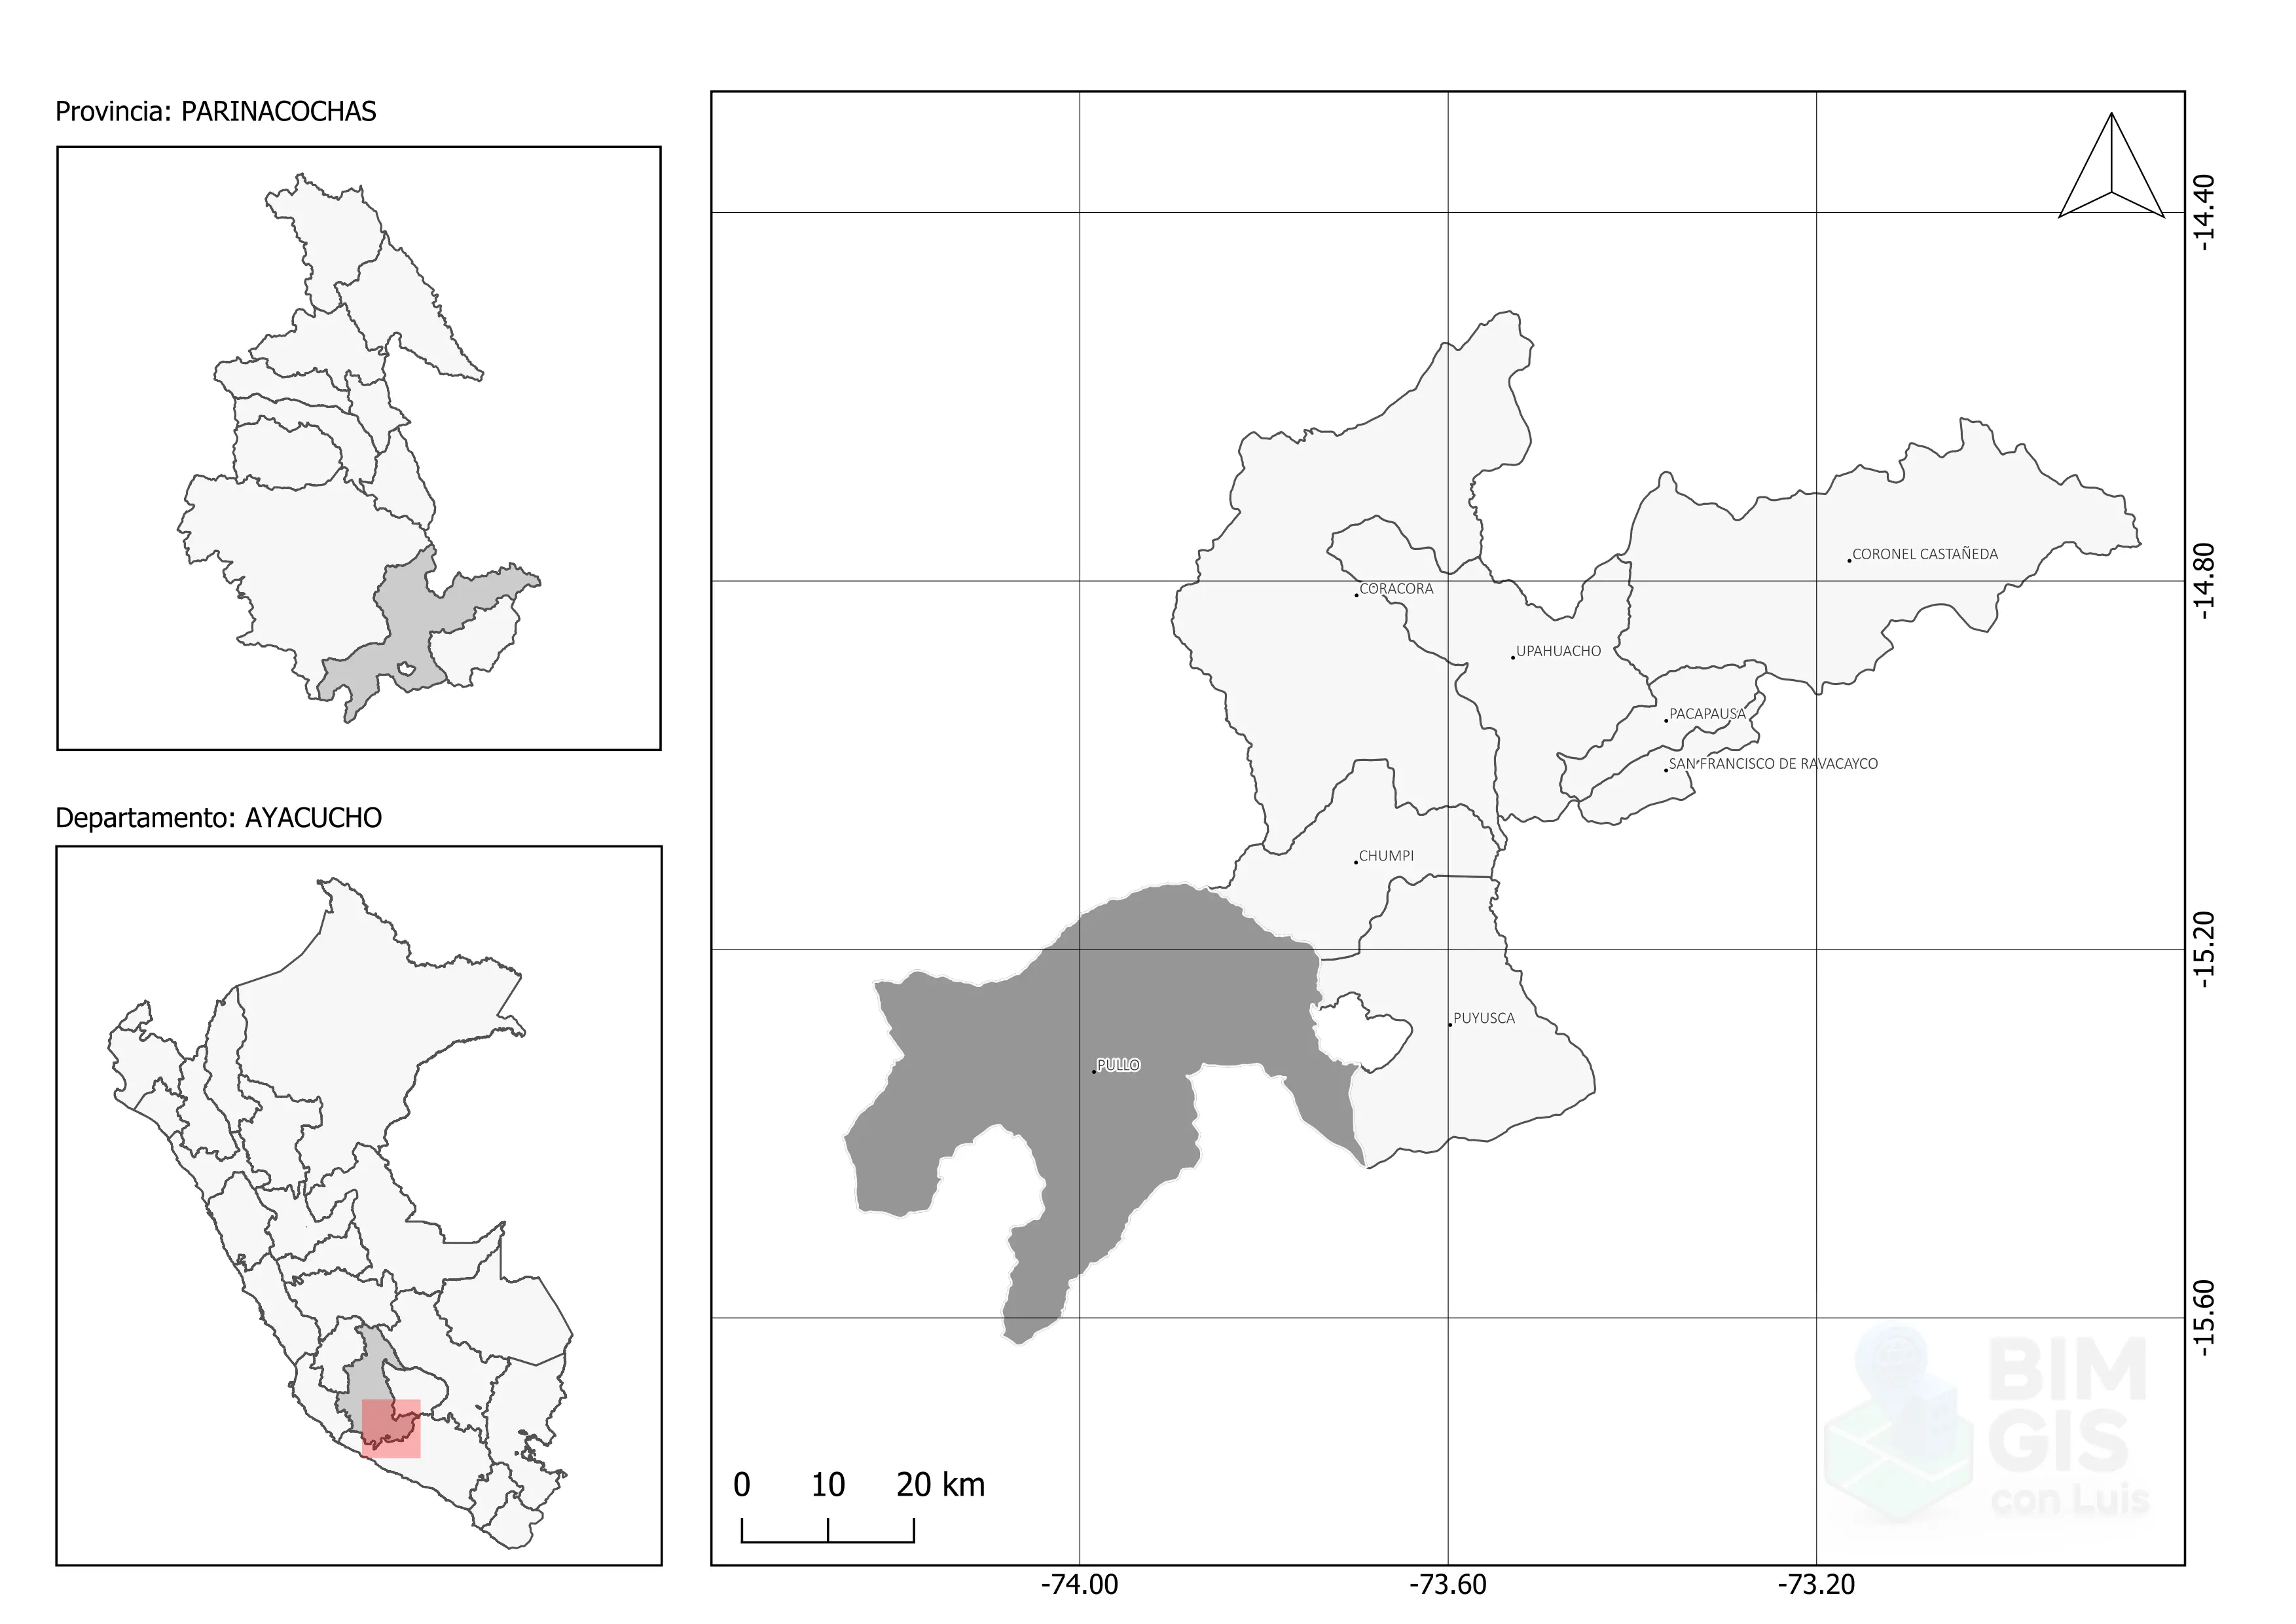 Provincia: PARINACOCHAS
Departamento: AYACUCHO
CORONEL CASTAÑEDA
CORACORA
UPAHUACHO
PACAPAUSA
SAN FRANCISCO DE RAVACAYCO
CHUMPI
PUYUSCA
PULLO
-14.40
-14.80
-15.20
-15.60
0 10 20 km
-74.00 -73.60 -73.20
BIM
GIS
con Luis